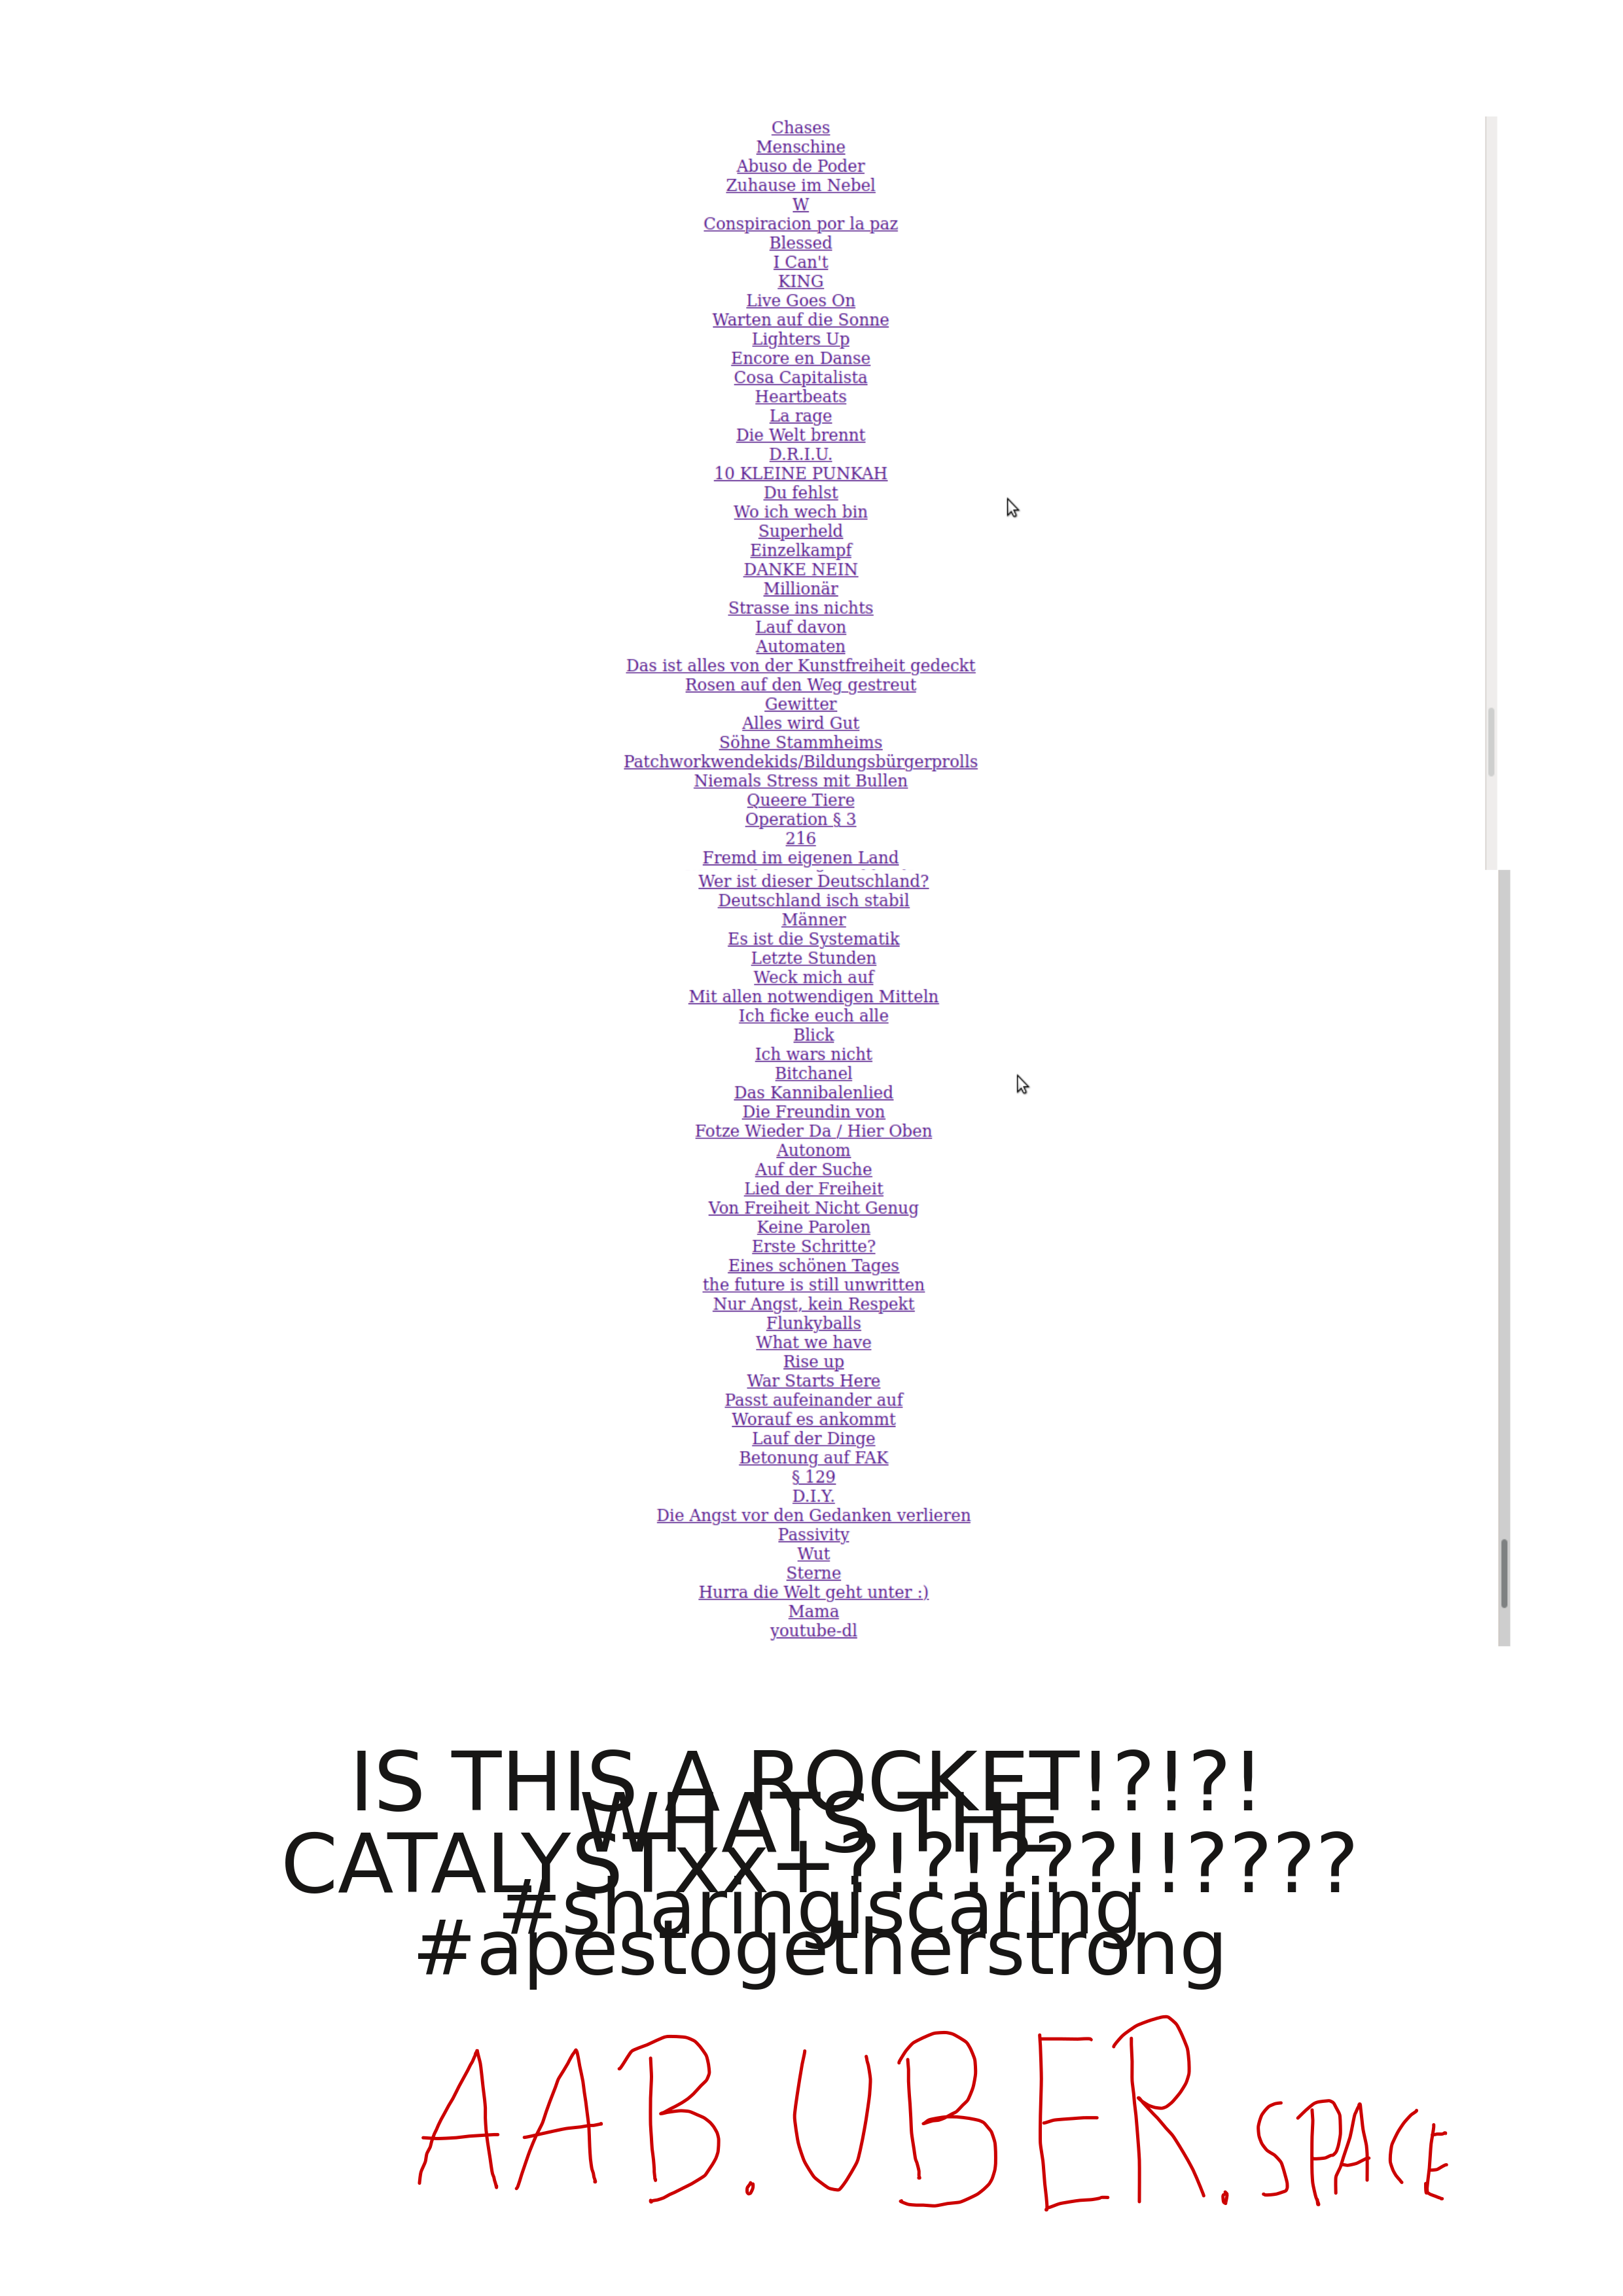 Chases
Menschine
Abuso de Poder
Zuhause im Nebel
W
Conspiracion por la paz
Blessed
I Can't
KING
Live Goes On
Warten auf die Sonne
Lighters Up
Encore en Danse
Cosa Capitalista
Heartbeats
La rage
Die Welt brennt
D.R.I.U.
10 KLEINE PUNKAH
Du fehlst
Wo ich wech bin
Superheld
Einzelkampf
DANKE NEIN
Millionär
Strasse ins nichts
Lauf davon
Automaten
Das ist alles von der Kunstfreiheit gedeckt
Rosen auf den Weg gestreut
Gewitter
Alles wird Gut
Söhne Stammheims
Patchworkwendekids/Bildungsbürgerprolls
Niemals Stress mit Bullen
Queere Tiere
Operation § 3
216
Fremd im eigenen Land
Wer ist dieser Deutschland?
Deutschland isch stabil
Männer
Es ist die Systematik
Letzte Stunden
Weck mich auf
Mit allen notwendigen Mitteln
Ich ficke euch alle
Blick
Ich wars nicht
Bitchanel
Das Kannibalenlied
Die Freundin von
Fotze Wieder Da / Hier Oben
Autonom
Auf der Suche
Lied der Freiheit
Von Freiheit Nicht Genug
Keine Parolen
Erste Schritte?
Eines schönen Tages
the future is still unwritten
Nur Angst, kein Respekt
Flunkyballs
What we have
Rise up
War Starts Here
Passt aufeinander auf
Worauf es ankommt
Lauf der Dinge
Betonung auf FAK
§ 129
D.I.Y.
Die Angst vor den Gedanken verlieren
Passivity
Wut
Sterne
Hurra die Welt geht unter :)
Mama
youtube-dl
IS THIS A ROCKET!?!?!
WHATS THE
CATALYSTxx+?!?!???!!????
#sharingiscaring
#apestogetherstrong
AAB.UBER.SPACE